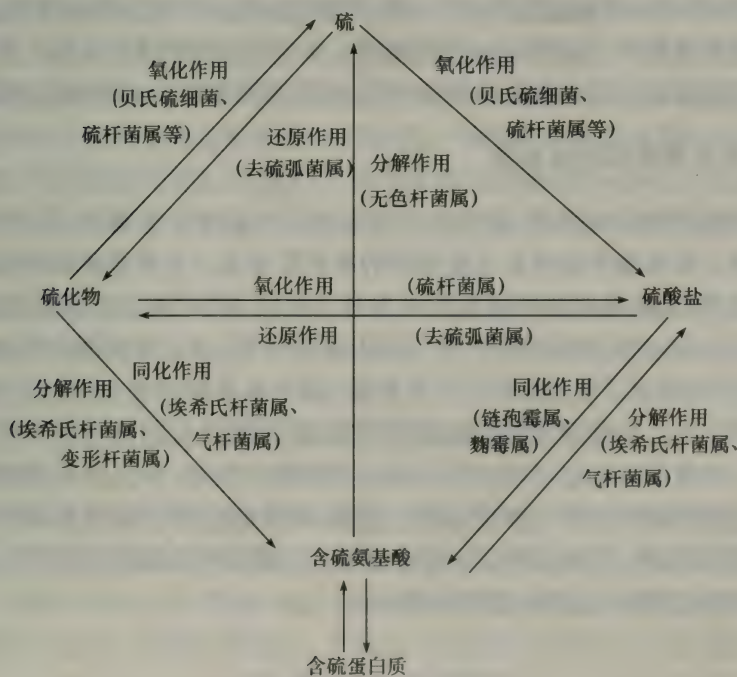 硫
氧化作用
(贝氏硫细菌、
硫杆菌属等)
氧化作用
(贝氏硫细菌、
硫杆菌属等)
还原作用
(去硫弧菌属)
分解作用
(无色杆菌属)
硫化物
氧化作用 (硫杆菌属)
硫酸盐
还原作用 (去硫弧菌属)
分解作用
(埃希氏杆菌属、
变形杆菌属)
同化作用
(埃希氏杆菌属、
气杆菌属)
同化作用
(链孢霉属、
麴霉属)
分解作用
(埃希氏杆菌属、
气杆菌属)
含硫氨基酸
含硫蛋白质